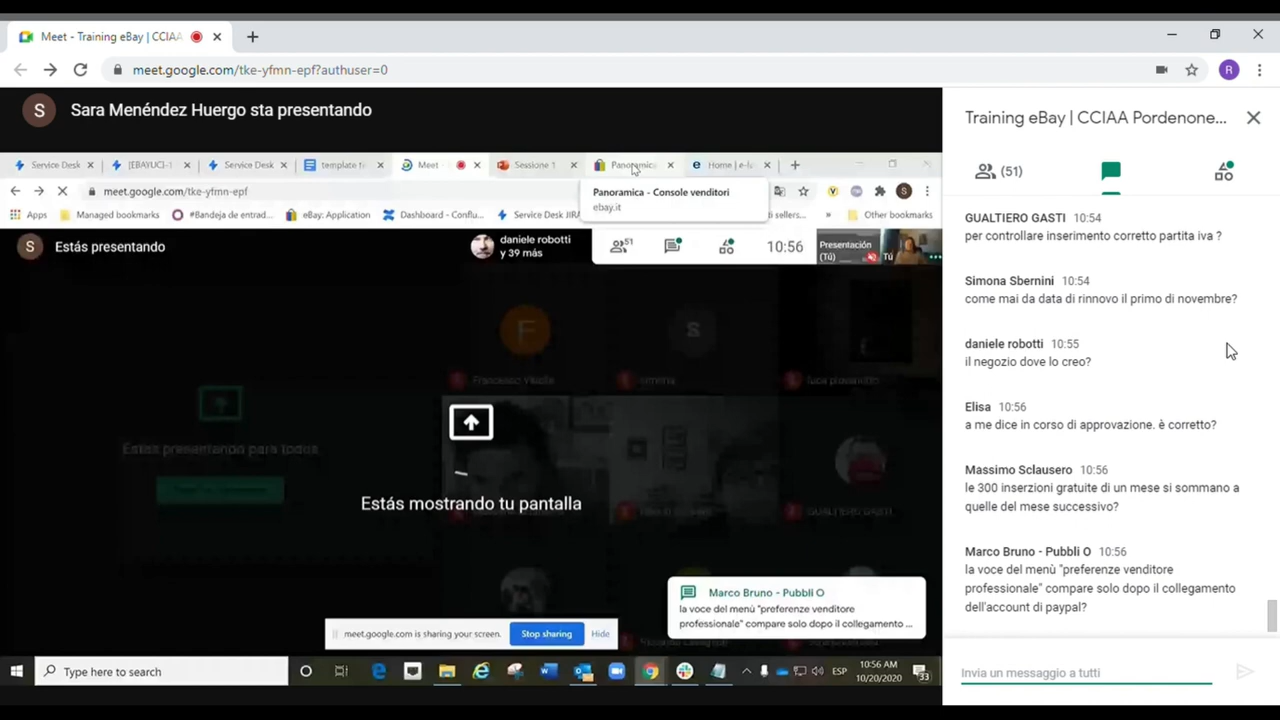 Meet - Training eBay | CCIAA
meet.google.com/tke-yfmn-epf?authuser=0
R
S
Sara Menéndez Huergo sta presentando
Service Desk
[EBAYUCI-1
Service Desk
template fi
Meet -
Sessione 1
Panoramica
Home | e-M
meet.google.com/tke-yfmn-epf
S
Panoramica - Console venditori
ebay.it
Apps
Managed bookmarks
#Bandeja de entrad...
eBay: Application
Dashboard - Conflu...
Service Desk JIRA
di sellers...
»
Other bookmarks
S
Estás presentando
daniele robotti
y 39 más
51
10:56
Presentación
(Tú)
Tú
F
S
Estás presentando para todos
Estás mostrando tu pantalla
GUALTIERO GASTI
Marco Bruno - Pubbli O
la voce del menù "preferenze venditore
professionale" compare solo dopo il collegamento ...
meet.google.com is sharing your screen.
Stop sharing
Hide
Type here to search
ESP
10:56 AM
10/20/2020
33
Training eBay | CCIAA Pordenone...
(51)
GUALTIERO GASTI 10:54
per controllare inserimento corretto partita iva ?
Simona Sbernini 10:54
come mai da data di rinnovo il primo di novembre?
daniele robotti 10:55
il negozio dove lo creo?
Elisa 10:56
a me dice in corso di approvazione. è corretto?
Massimo Sclausero 10:56
le 300 inserzioni gratuite di un mese si sommano a
quelle del mese successivo?
Marco Bruno - Pubbli O 10:56
la voce del menù "preferenze venditore
professionale" compare solo dopo il collegamento
dell'account di paypal?
Invia un messaggio a tutti